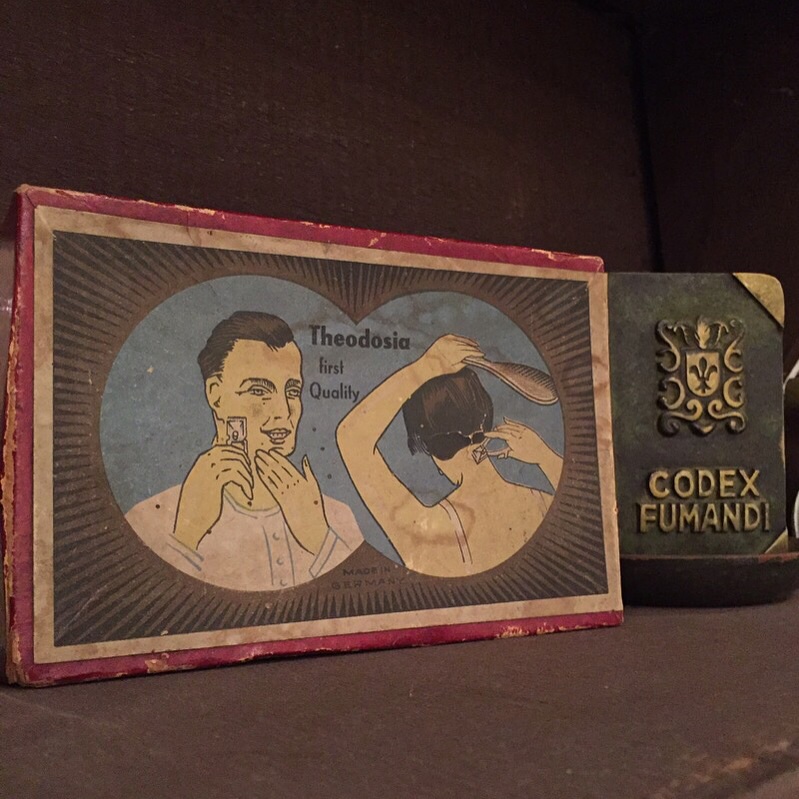 Theodosia
first
Quality
MADE IN
GERMANY
CODEX
FUMANDI